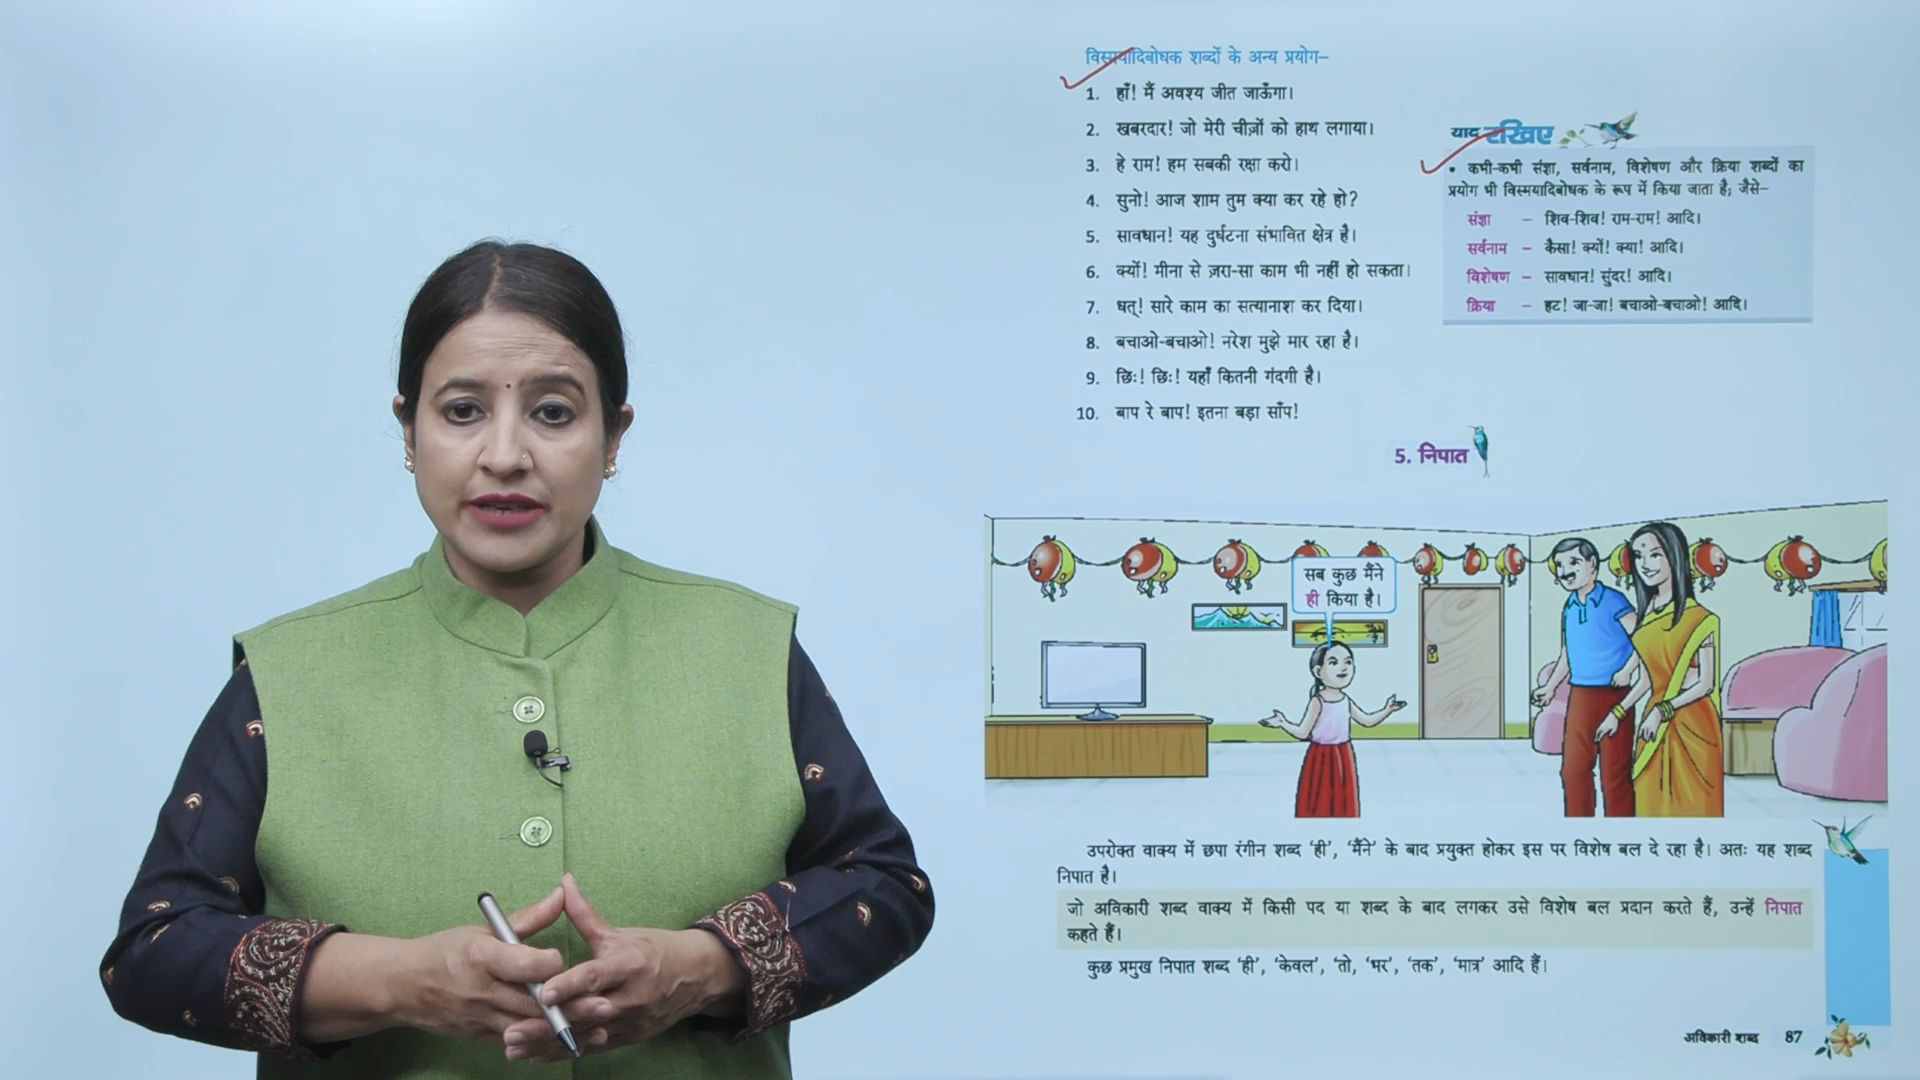 विस्मयादिबोधक शब्दों के अन्य प्रयोग–
1. हाँ! मैं अवश्य जीत जाऊँगा।
2. खबरदार! जो मेरी चीज़ों को हाथ लगाया।
3. हे राम! हम सबकी रक्षा करो।
4. सुनो! आज शाम तुम क्या कर रहे हो?
5. सावधान! यह दुर्घटना संभावित क्षेत्र है।
6. क्यों! मीना से ज़रा-सा काम भी नहीं हो सकता।
7. धत्! सारे काम का सत्यानाश कर दिया।
8. बचाओ-बचाओ! नरेश मुझे मार रहा है।
9. छिः! छिः! यहाँ कितनी गंदगी है।
10. बाप रे बाप! इतना बड़ा साँप!
याद रखिए
• कभी-कभी संज्ञा, सर्वनाम, विशेषण और क्रिया शब्दों का
प्रयोग भी विस्मयादिबोधक के रूप में किया जाता है; जैसे–
संज्ञा – शिव-शिव! राम-राम! आदि।
सर्वनाम – कैसा! क्यों! क्या! आदि।
विशेषण – सावधान! सुंदर! आदि।
क्रिया – हट! जा-जा! बचाओ-बचाओ! आदि।
5. निपात
सब कुछ मैंने
ही किया है।
उपरोक्त वाक्य में छपा रंगीन शब्द ‘ही’, ‘मैंने’ के बाद प्रयुक्त होकर इस पर विशेष बल दे रहा है। अतः यह शब्द
निपात है।
जो अविकारी शब्द वाक्य में किसी पद या शब्द के बाद लगकर उसे विशेष बल प्रदान करते हैं, उन्हें निपात
कहते हैं।
कुछ प्रमुख निपात शब्द ‘ही’, ‘केवल’, ‘तो, ‘भर’, ‘तक’, ‘मात्र’ आदि हैं।
अविकारी शब्द 87